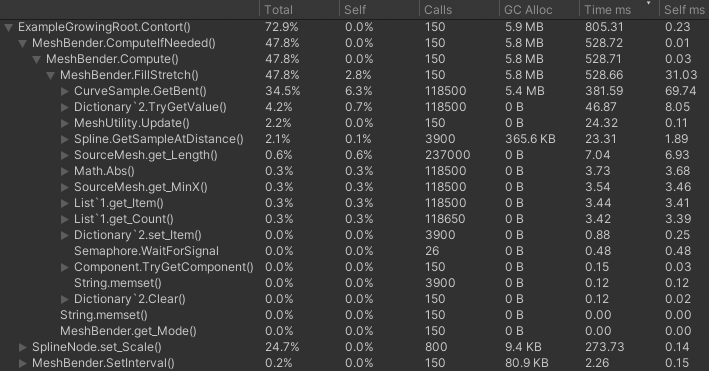 Total Self Calls GC Alloc Time ms Self ms
ExampleGrowingRoot.Contort() 72.9% 0.0% 150 5.9 MB 805.31 0.23
MeshBender.ComputeIfNeeded() 47.8% 0.0% 150 5.8 MB 528.72 0.01
MeshBender.Compute() 47.8% 0.0% 150 5.8 MB 528.71 0.03
MeshBender.FillStretch() 47.8% 2.8% 150 5.8 MB 528.66 31.03
CurveSample.GetBent() 34.5% 6.3% 118500 5.4 MB 381.59 69.74
Dictionary`2.TryGetValue() 4.2% 0.7% 118500 0 B 46.87 8.05
MeshUtility.Update() 2.2% 0.0% 150 0 B 24.32 0.11
Spline.GetSampleAtDistance() 2.1% 0.1% 3900 365.6 KB 23.31 1.89
SourceMesh.get_Length() 0.6% 0.6% 237000 0 B 7.04 6.93
Math.Abs() 0.3% 0.3% 118500 0 B 3.73 3.68
SourceMesh.get_MinX() 0.3% 0.3% 118500 0 B 3.54 3.46
List`1.get_Item() 0.3% 0.3% 118500 0 B 3.44 3.41
List`1.get_Count() 0.3% 0.3% 118650 0 B 3.42 3.39
Dictionary`2.set_Item() 0.0% 0.0% 3900 0 B 0.88 0.25
Semaphore.WaitForSignal 0.0% 0.0% 26 0 B 0.48 0.48
Component.TryGetComponent() 0.0% 0.0% 150 0 B 0.15 0.03
String.memset() 0.0% 0.0% 3900 0 B 0.12 0.12
Dictionary`2.Clear() 0.0% 0.0% 150 0 B 0.12 0.02
String.memset() 0.0% 0.0% 150 0 B 0.00 0.00
MeshBender.get_Mode() 0.0% 0.0% 150 0 B 0.00 0.00
SplineNode.set_Scale() 24.7% 0.0% 800 9.4 KB 273.73 0.14
MeshBender.SetInterval() 0.2% 0.0% 150 80.9 KB 2.26 0.15